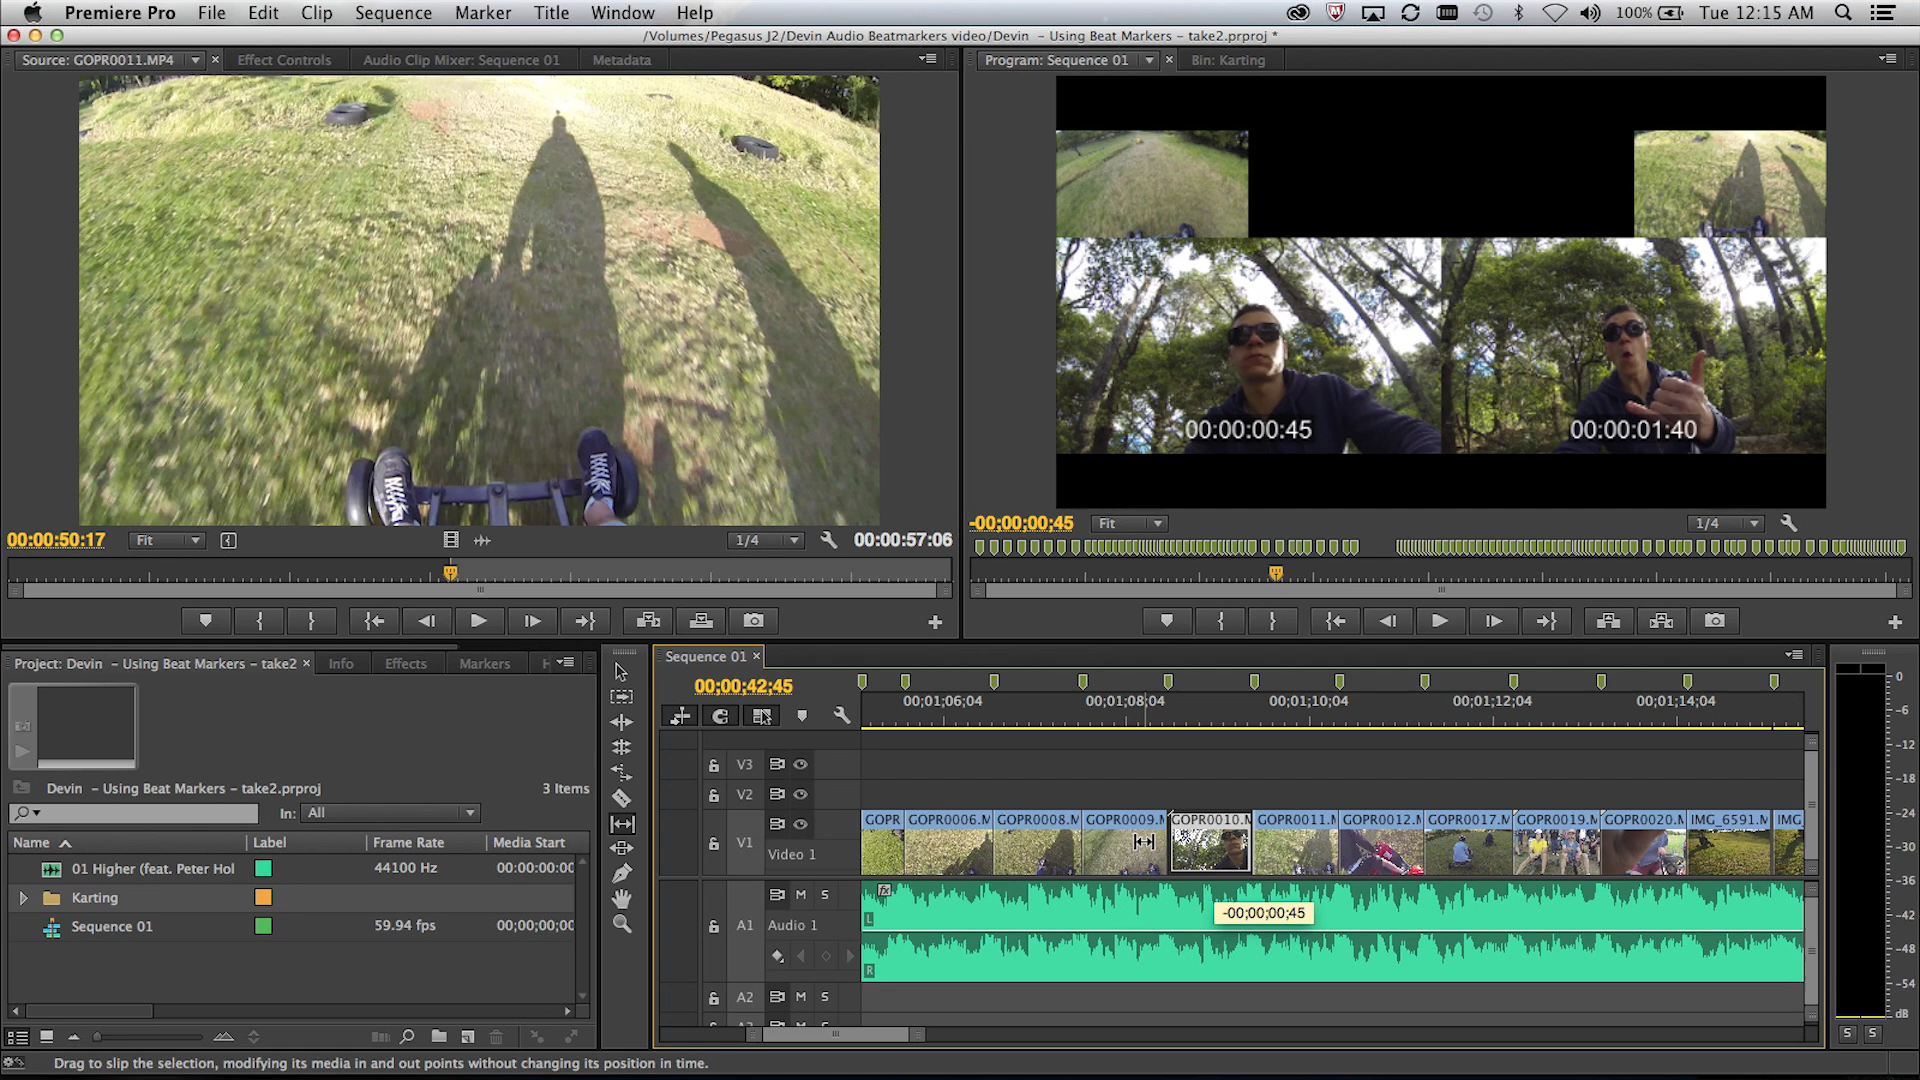 Premiere Pro File Edit Clip Sequence Marker Title Window Help 100% Tue 12:15 AM
/Volumes/Pegasus J2/Devin Audio Beatmarkers video/Devin - Using Beat Markers - take2.prproj *
Source: GOPR0011.MP4 Effect Controls Audio Clip Mixer: Sequence 01 Metadata
Program: Sequence 01 Bin: Karting
00:00:00:45 00:00:01:40
00:00:50:17 Fit 1/4 00:00:57:06
-00;00;00;45 Fit 1/4
Project: Devin - Using Beat Markers - take2 Info Effects Markers
Devin - Using Beat Markers - take2.prproj 3 Items
In: All
Name Label Frame Rate Media Start
01 Higher (feat. Peter Hol 44100 Hz 00:00:00:00
Karting
Sequence 01 59.94 fps 00;00;00;00
Sequence 01
00;00;42;45
00;01;06;04 00;01;08;04 00;01;10;04 00;01;12;04 00;01;14;04
V3
V2
V1 Video 1
GOPR GOPR0006.M GOPR0008.M GOPR0009.M GOPR0010.M GOPR0011.M GOPR0012.M GOPR0017.M GOPR0019.M GOPR0020.M IMG_6591.M IMG
fx
M S
A1 Audio 1
L
R
-00;00;00;45
A2 M S
0
-6
-12
-18
-24
-30
-36
-42
-48
-54
dB
S S
Drag to slip the selection, modifying its media in and out points without changing its position in time.